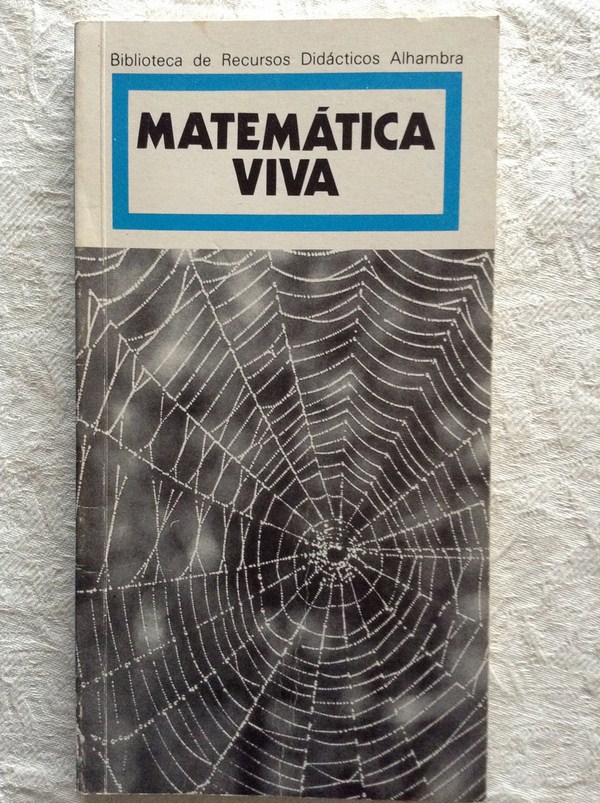 Biblioteca de Recursos Didácticos Alhambra
MATEMÁTICA
VIVA